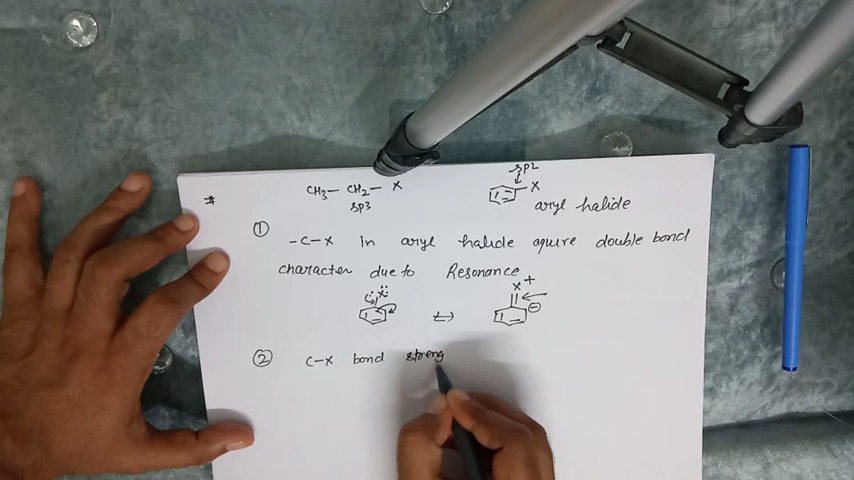 sp2
# CH3 - CH2 - X X
sp3 aryl halide
① -C-X In aryl halide aquire double bond
character due to Resonance
X +
C X
⇌ ⊖
② C-X bond streng